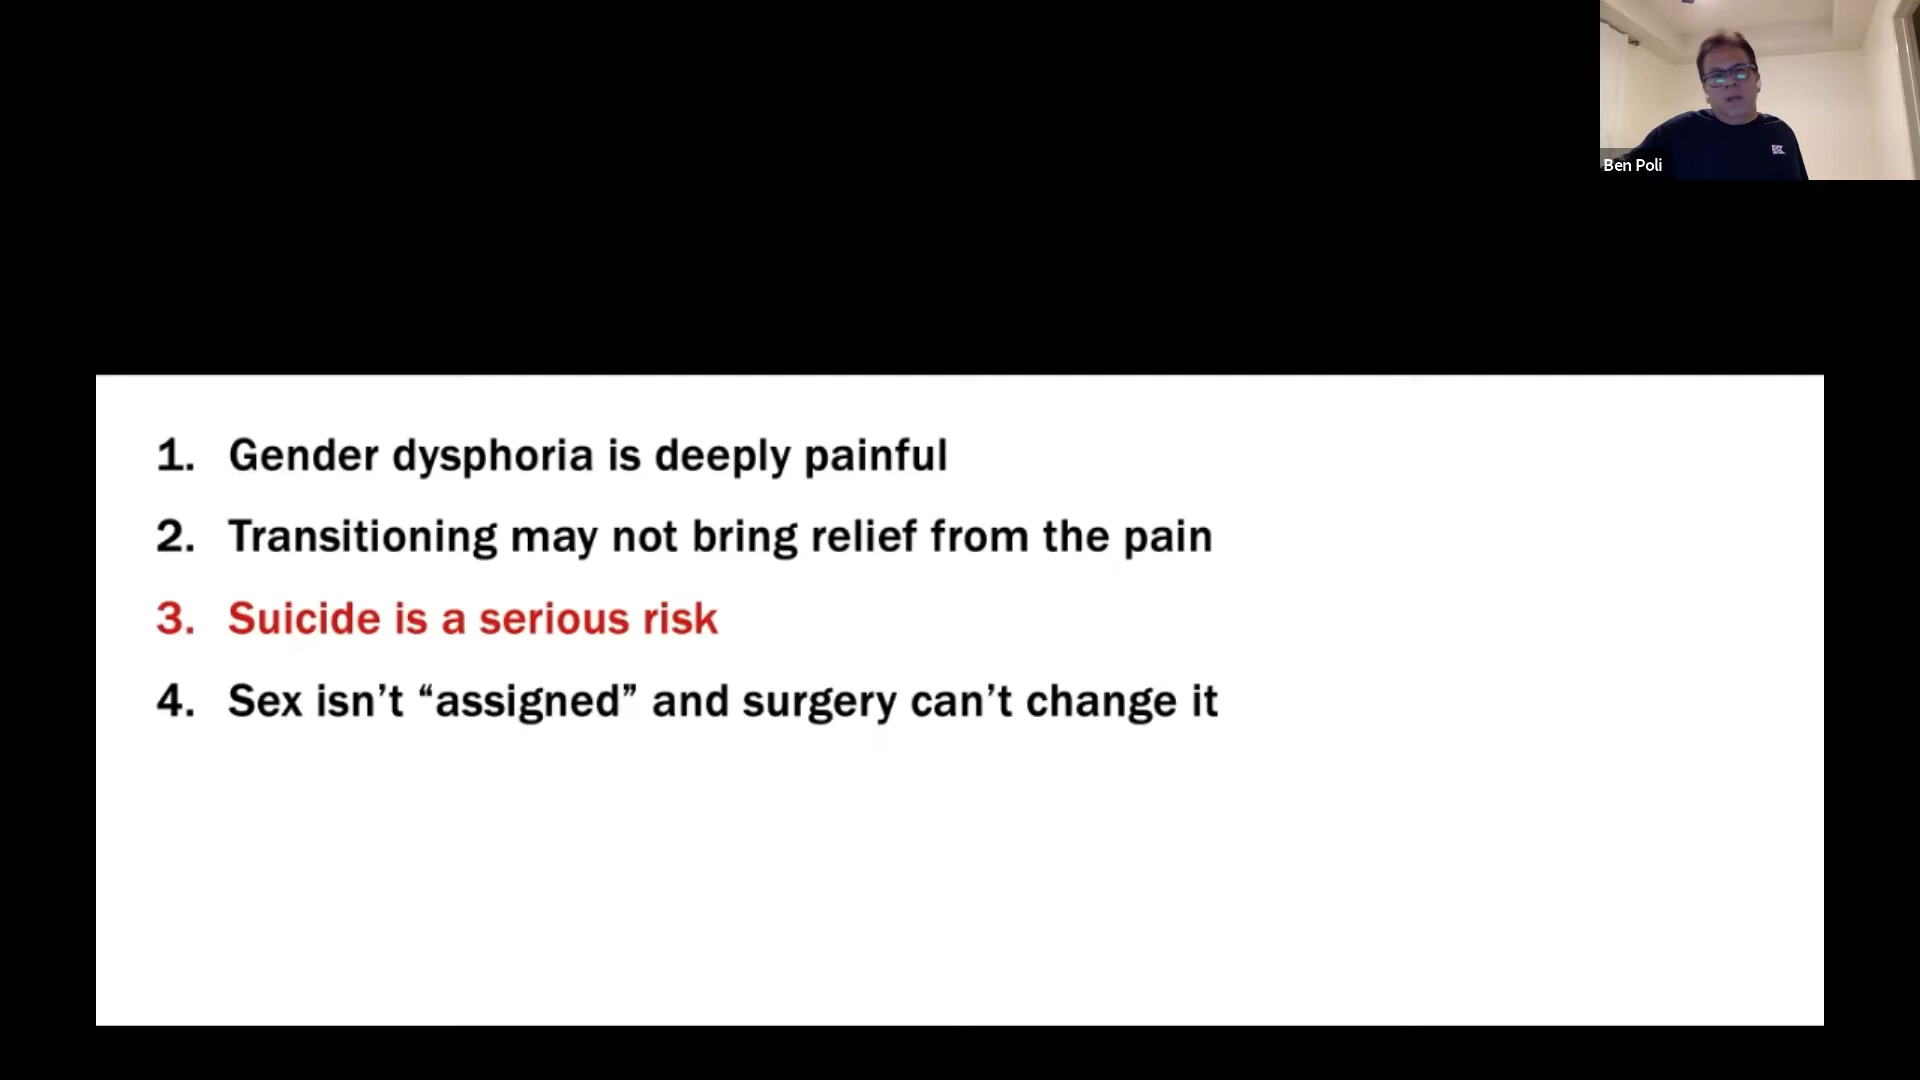 Ben Poli
1. Gender dysphoria is deeply painful
2. Transitioning may not bring relief from the pain
3. Suicide is a serious risk
4. Sex isn’t “assigned” and surgery can’t change it